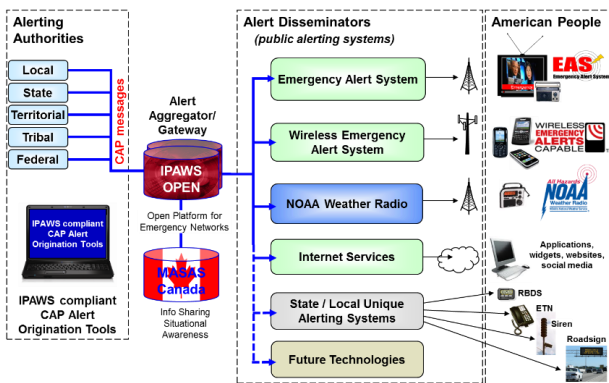 Alerting
Authorities
Local
State
Territorial
Tribal
Federal
CAP messages
IPAWS compliant
CAP Alert
Origination Tools
IPAWS compliant
CAP Alert
Origination Tools
Alert
Aggregator/
Gateway
IPAWS
OPEN
Open Platform for
Emergency Networks
MASAS
Canada
Info Sharing
Situational
Awareness
Alert Disseminators
(public alerting systems)
Emergency Alert System
Wireless Emergency
Alert System
NOAA Weather Radio
Internet Services
State / Local Unique
Alerting Systems
Future Technologies
American People
EAS
Emergency Alert System
WIRELESS
EMERGENCY
ALERTS
CAPABLE
All Hazards
NOAA
Weather Radio
Applications,
widgets, websites,
social media
RBDS
ETN
Siren
Roadsign